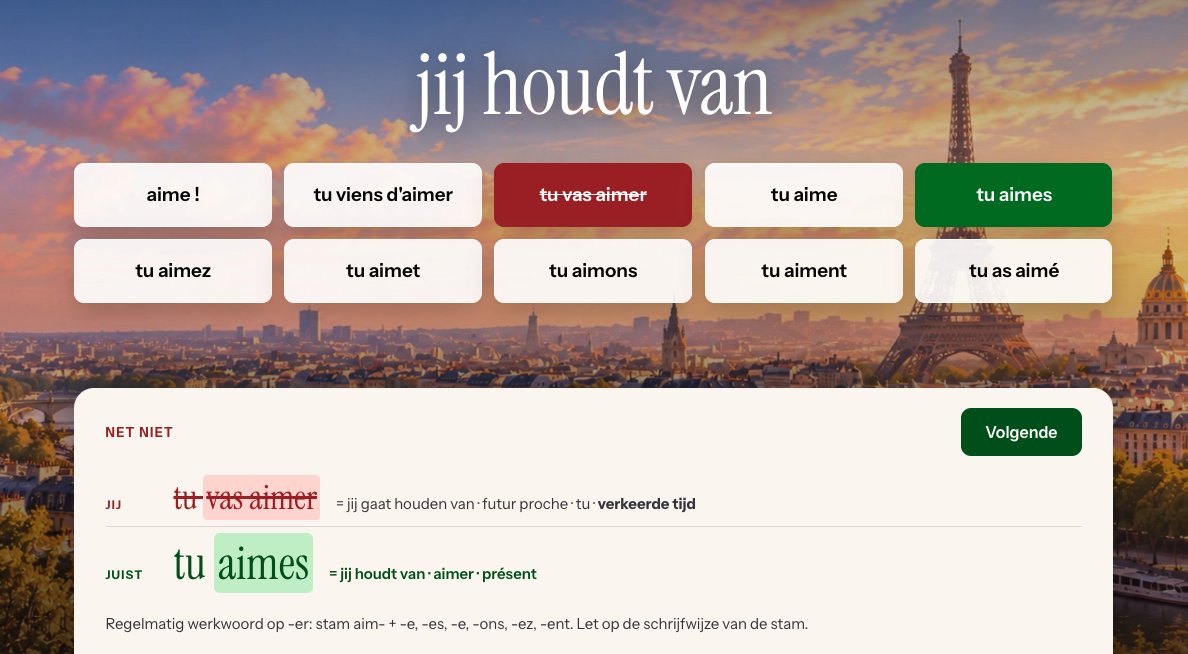 jij houdt van
aime !
tu viens d'aimer
tu vas aimer
tu aime
tu aimes
tu aimez
tu aimet
tu aimons
tu aiment
tu as aimé
NET NIET
Volgende
JIJ tu vas aimer = jij gaat houden van · futur proche · tu · verkeerde tijd
JUIST tu aimes = jij houdt van · aimer · présent
Regelmatig werkwoord op -er: stam aim- + -e, -es, -e, -ons, -ez, -ent. Let op de schrijfwijze van de stam.